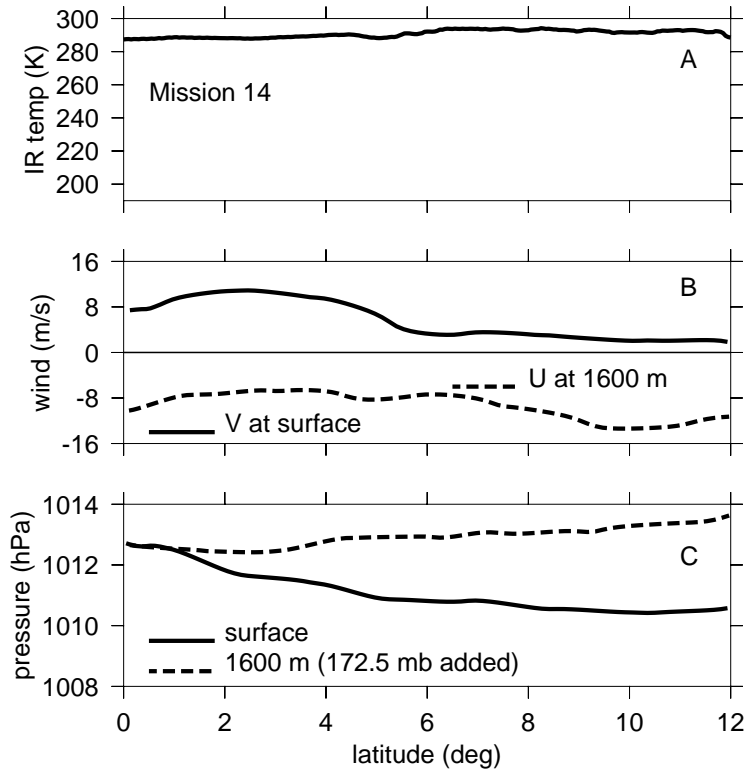 300
280
260
240
220
200
IR temp (K)
A
Mission 14
16
8
0
-8
-16
wind (m/s)
B
U at 1600 m
V at surface
1014
1012
1010
1008
pressure (hPa)
C
surface
1600 m (172.5 mb added)
0 2 4 6 8 10 12
latitude (deg)